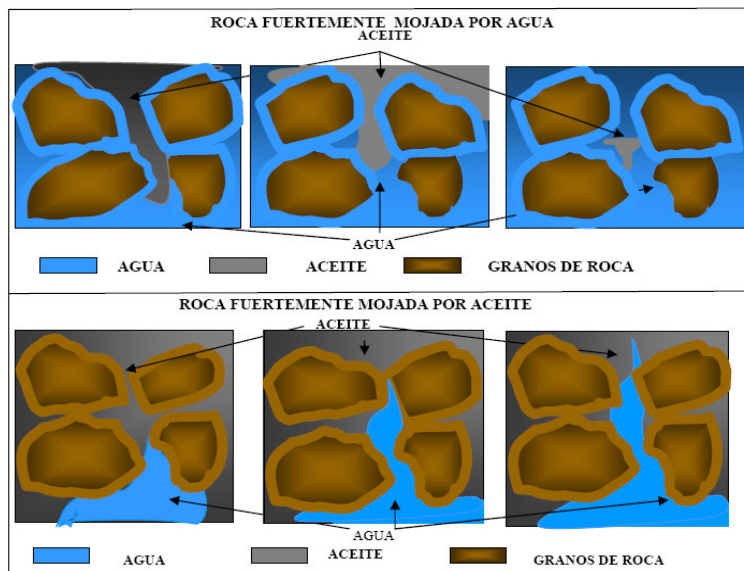 ROCA FUERTEMENTE MOJADA POR AGUA
ACEITE
AGUA
AGUA ACEITE GRANOS DE ROCA
ROCA FUERTEMENTE MOJADA POR ACEITE
ACEITE
AGUA
AGUA ACEITE GRANOS DE ROCA